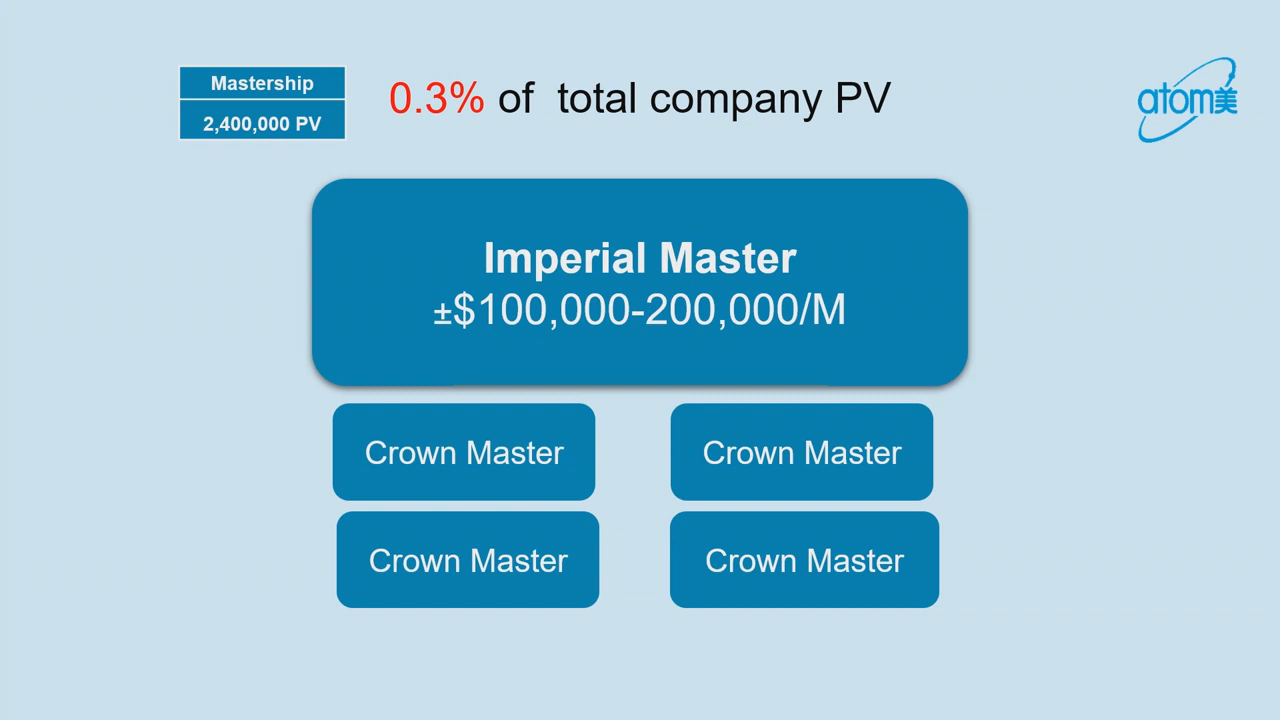 Mastership
2,400,000 PV
0.3% of total company PV
atom美
Imperial Master
±$100,000-200,000/M
Crown Master
Crown Master
Crown Master
Crown Master